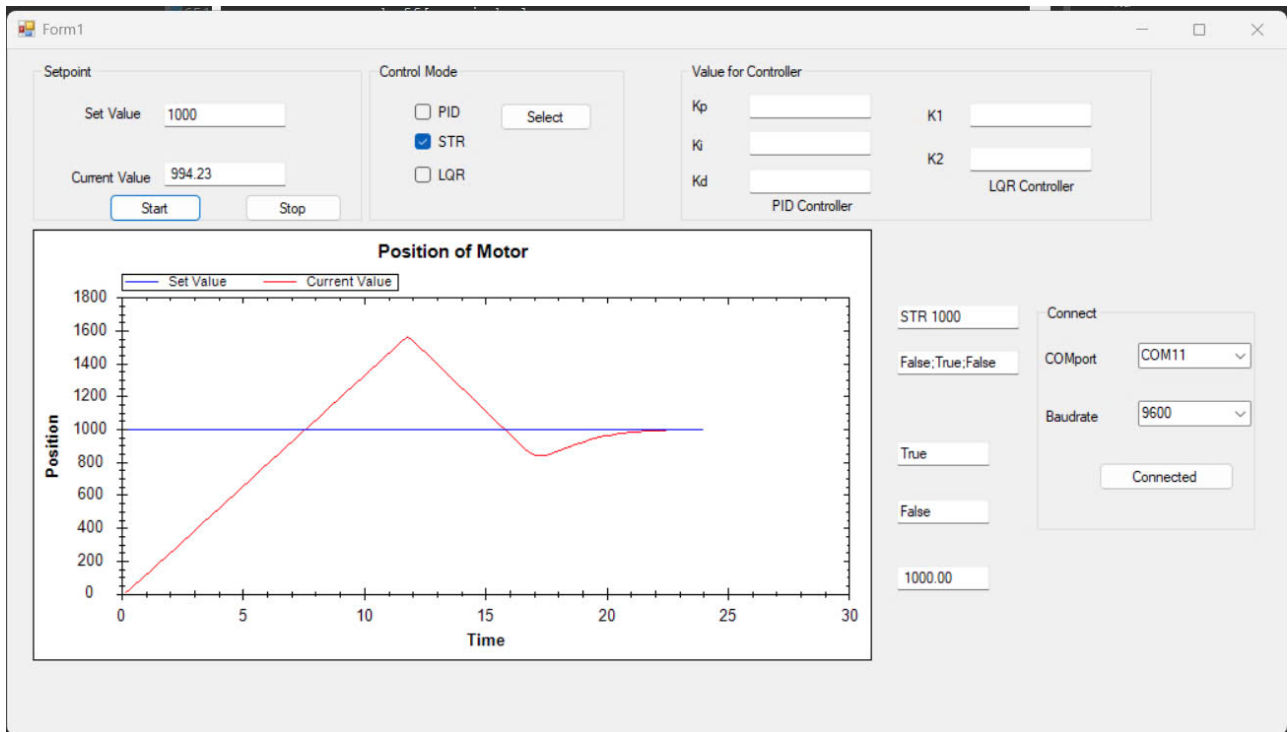 Form1
Setpoint
Set Value 1000
Current Value 994.23
Start Stop
Control Mode
PID
STR
LQR
Select
Value for Controller
Kp
Ki
Kd
PID Controller
K1
K2
LQR Controller
Position of Motor
Set Value Current Value
1800
1600
1400
1200
1000
800
600
400
200
0
Position
0 5 10 15 20 25 30
Time
STR 1000
False;True;False
True
False
1000.00
Connect
COMport COM11
Baudrate 9600
Connected